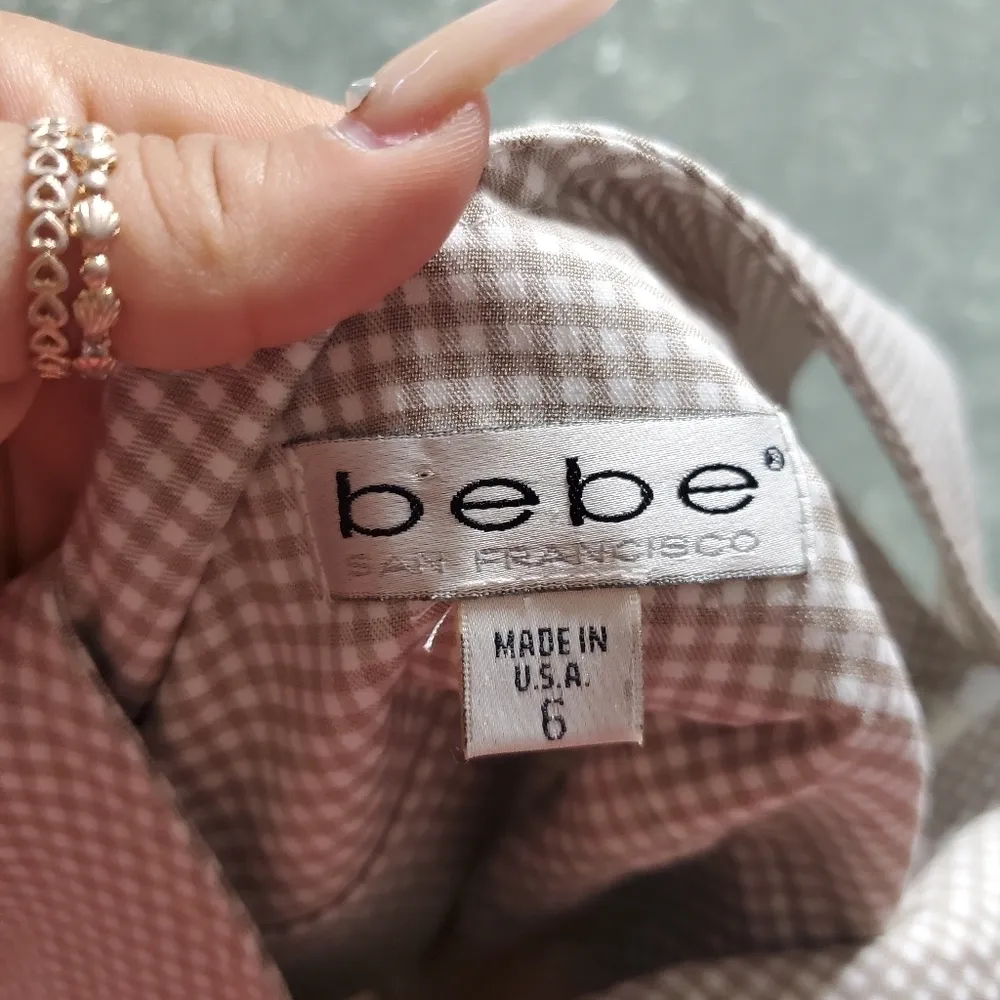 bebe®
SAN FRANCISCO
MADE IN
U.S.A.
6